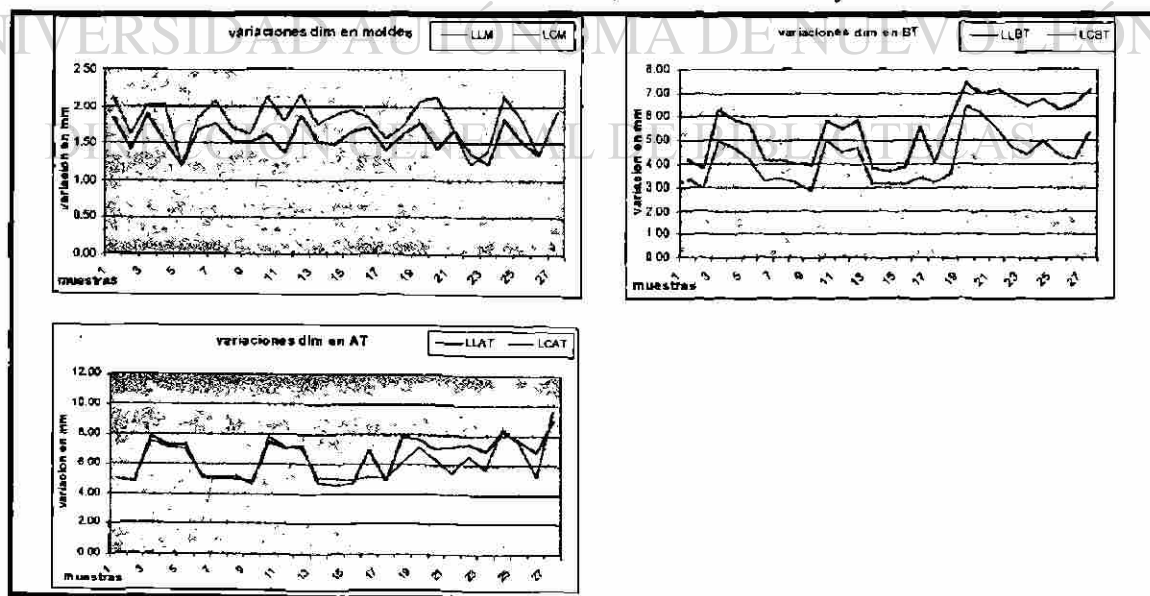 UNIVERSIDAD AUTÓNOMA DE NUEVO LEÓN
DIRECCIÓN GENERAL DE BIBLIOTECAS
variaciones dim en moldes
LLM LCM
variación en mm
2.50
2.00
1.50
1.00
0.50
0.00
1 3 5 7 9 11 13 15 17 19 21 23 25 27
muestras
variaciones dim en BT
LLBT LCBT
variacion en mm
8.00
7.00
6.00
5.00
4.00
3.00
2.00
1.00
0.00
1 3 5 7 9 11 13 15 17 19 21 23 25 27
muestras
variaciones dim en AT
LLAT LCAT
variacion en mm
12.00
10.00
8.00
6.00
4.00
2.00
0.00
1 3 5 7 9 11 13 15 17 19 21 23 25 27
muestras